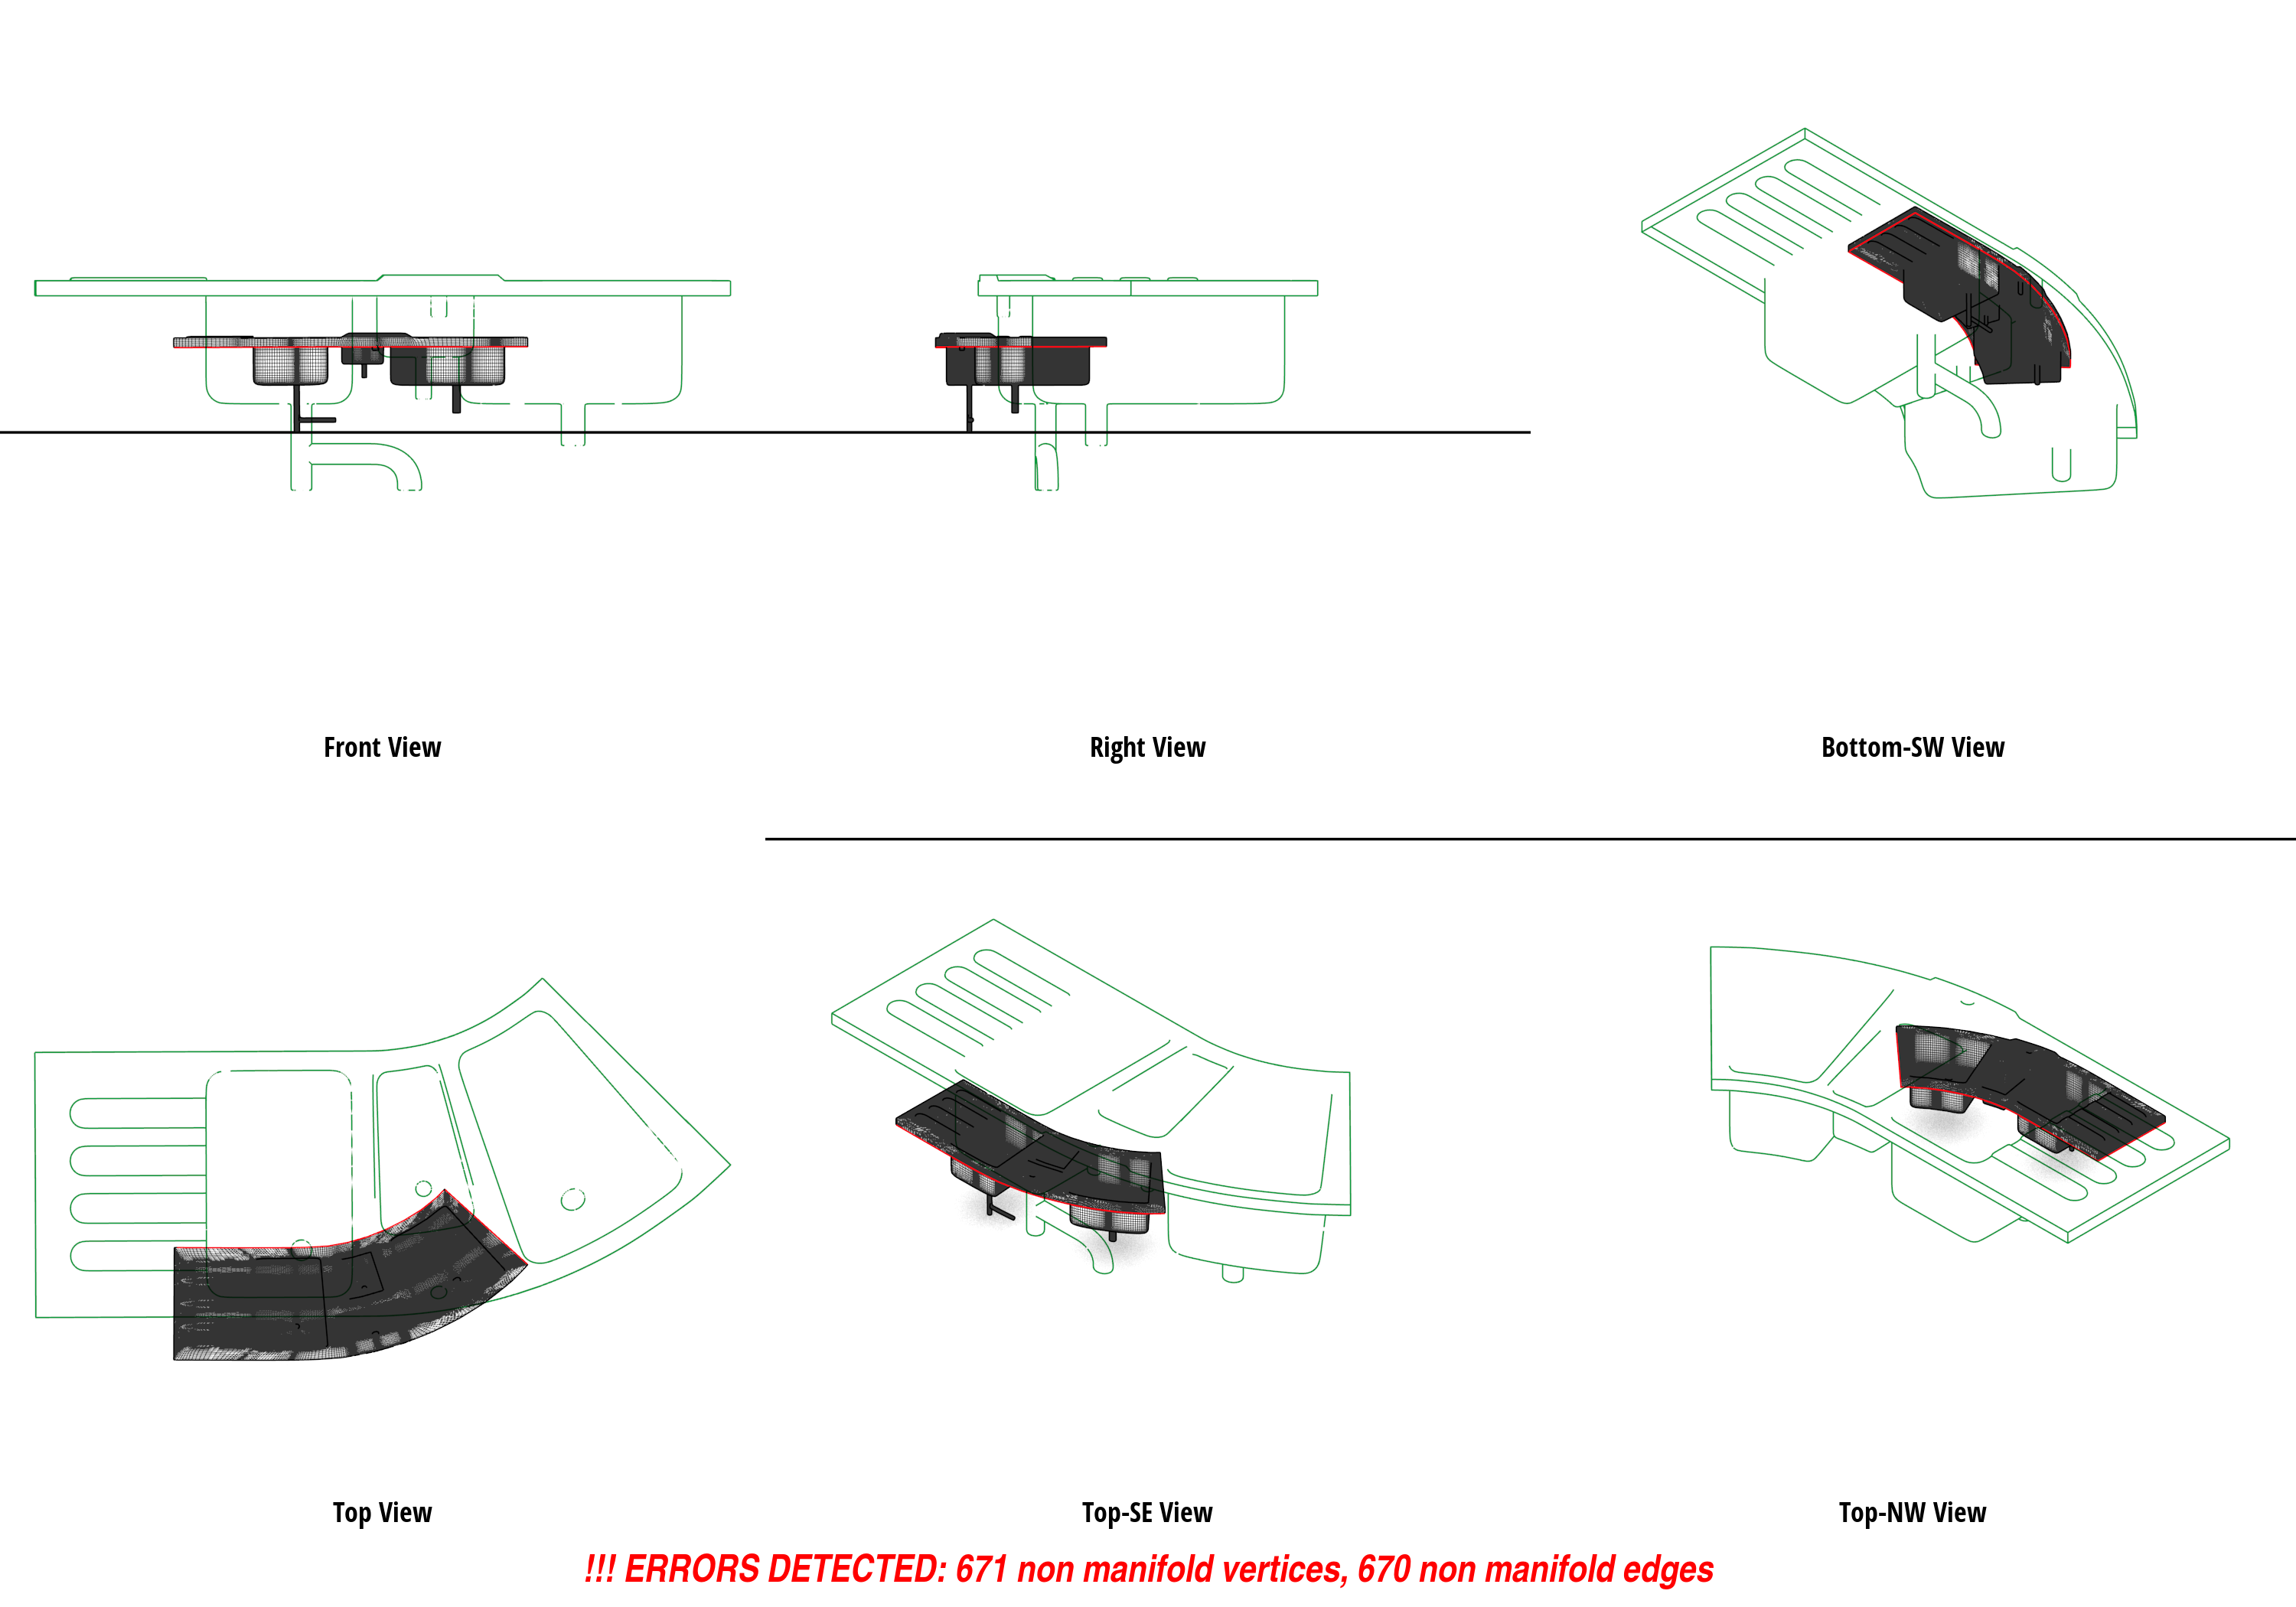 Front View
Right View
Bottom-SW View
Top View
Top-SE View
Top-NW View
!!! ERRORS DETECTED: 671 non manifold vertices, 670 non manifold edges